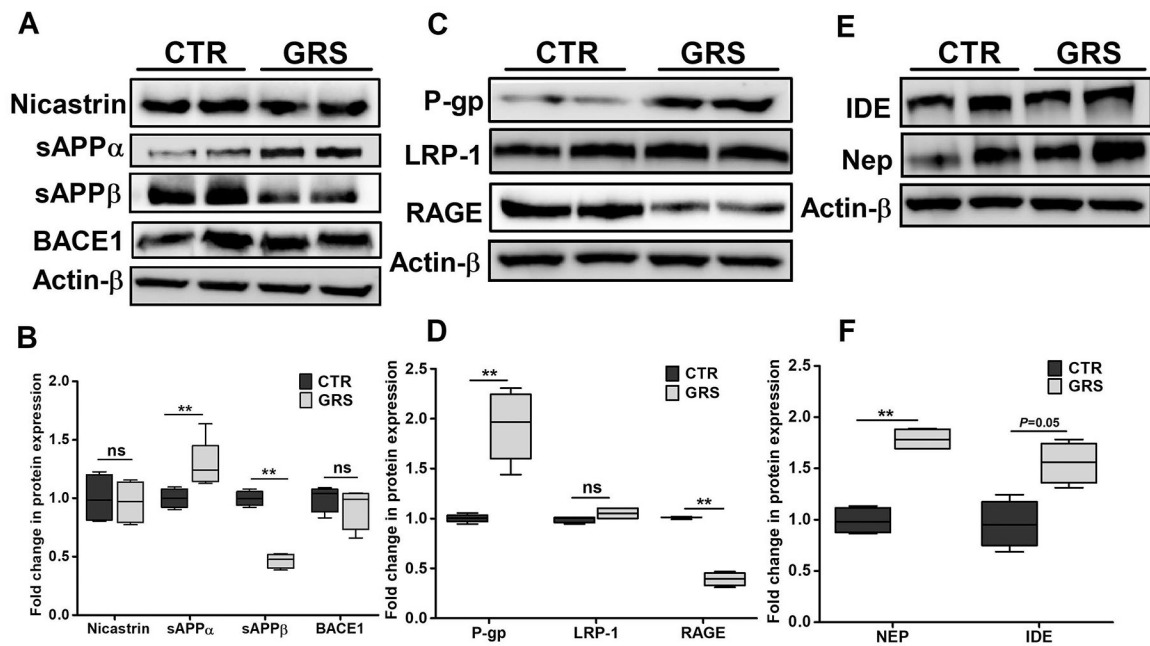 A
CTR GRS
Nicastrin
sAPPα
sAPPβ
BACE1
Actin-β
C
CTR GRS
P-gp
LRP-1
RAGE
Actin-β
E
CTR GRS
IDE
Nep
Actin-β
B
Fold change in protein expression
2.0
1.5
1.0
0.5
0.0
CTR
GRS
ns
**
**
ns
Nicastrin sAPPα sAPPβ BACE1
D
Fold change in protein expression
2.5
2.0
1.5
1.0
0.5
0.0
CTR
GRS
**
ns
**
P-gp LRP-1 RAGE
F
Fold change in protein expression
2.5
2.0
1.5
1.0
0.5
0.0
CTR
GRS
**
P=0.05
NEP IDE